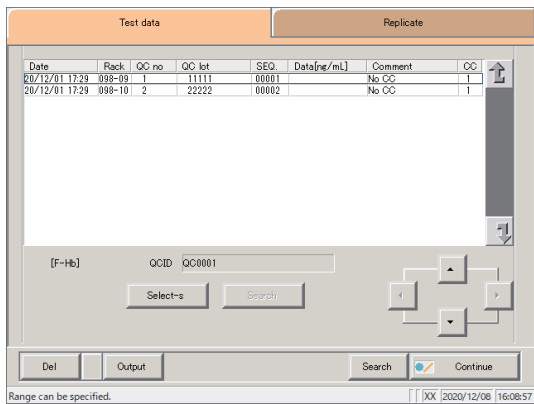 Test data Replicate
Date Rack QC no QC lot SEQ. Data[ng/mL] Comment CC
20/12/01 17:29 098-09 1 11111 00001 No CC 1
20/12/01 17:29 098-10 2 22222 00002 No CC 1
[F-Hb] QCID QC0001
Select-s Search
Del Output Search Continue
Range can be specified. XX 2020/12/08 16:08:57